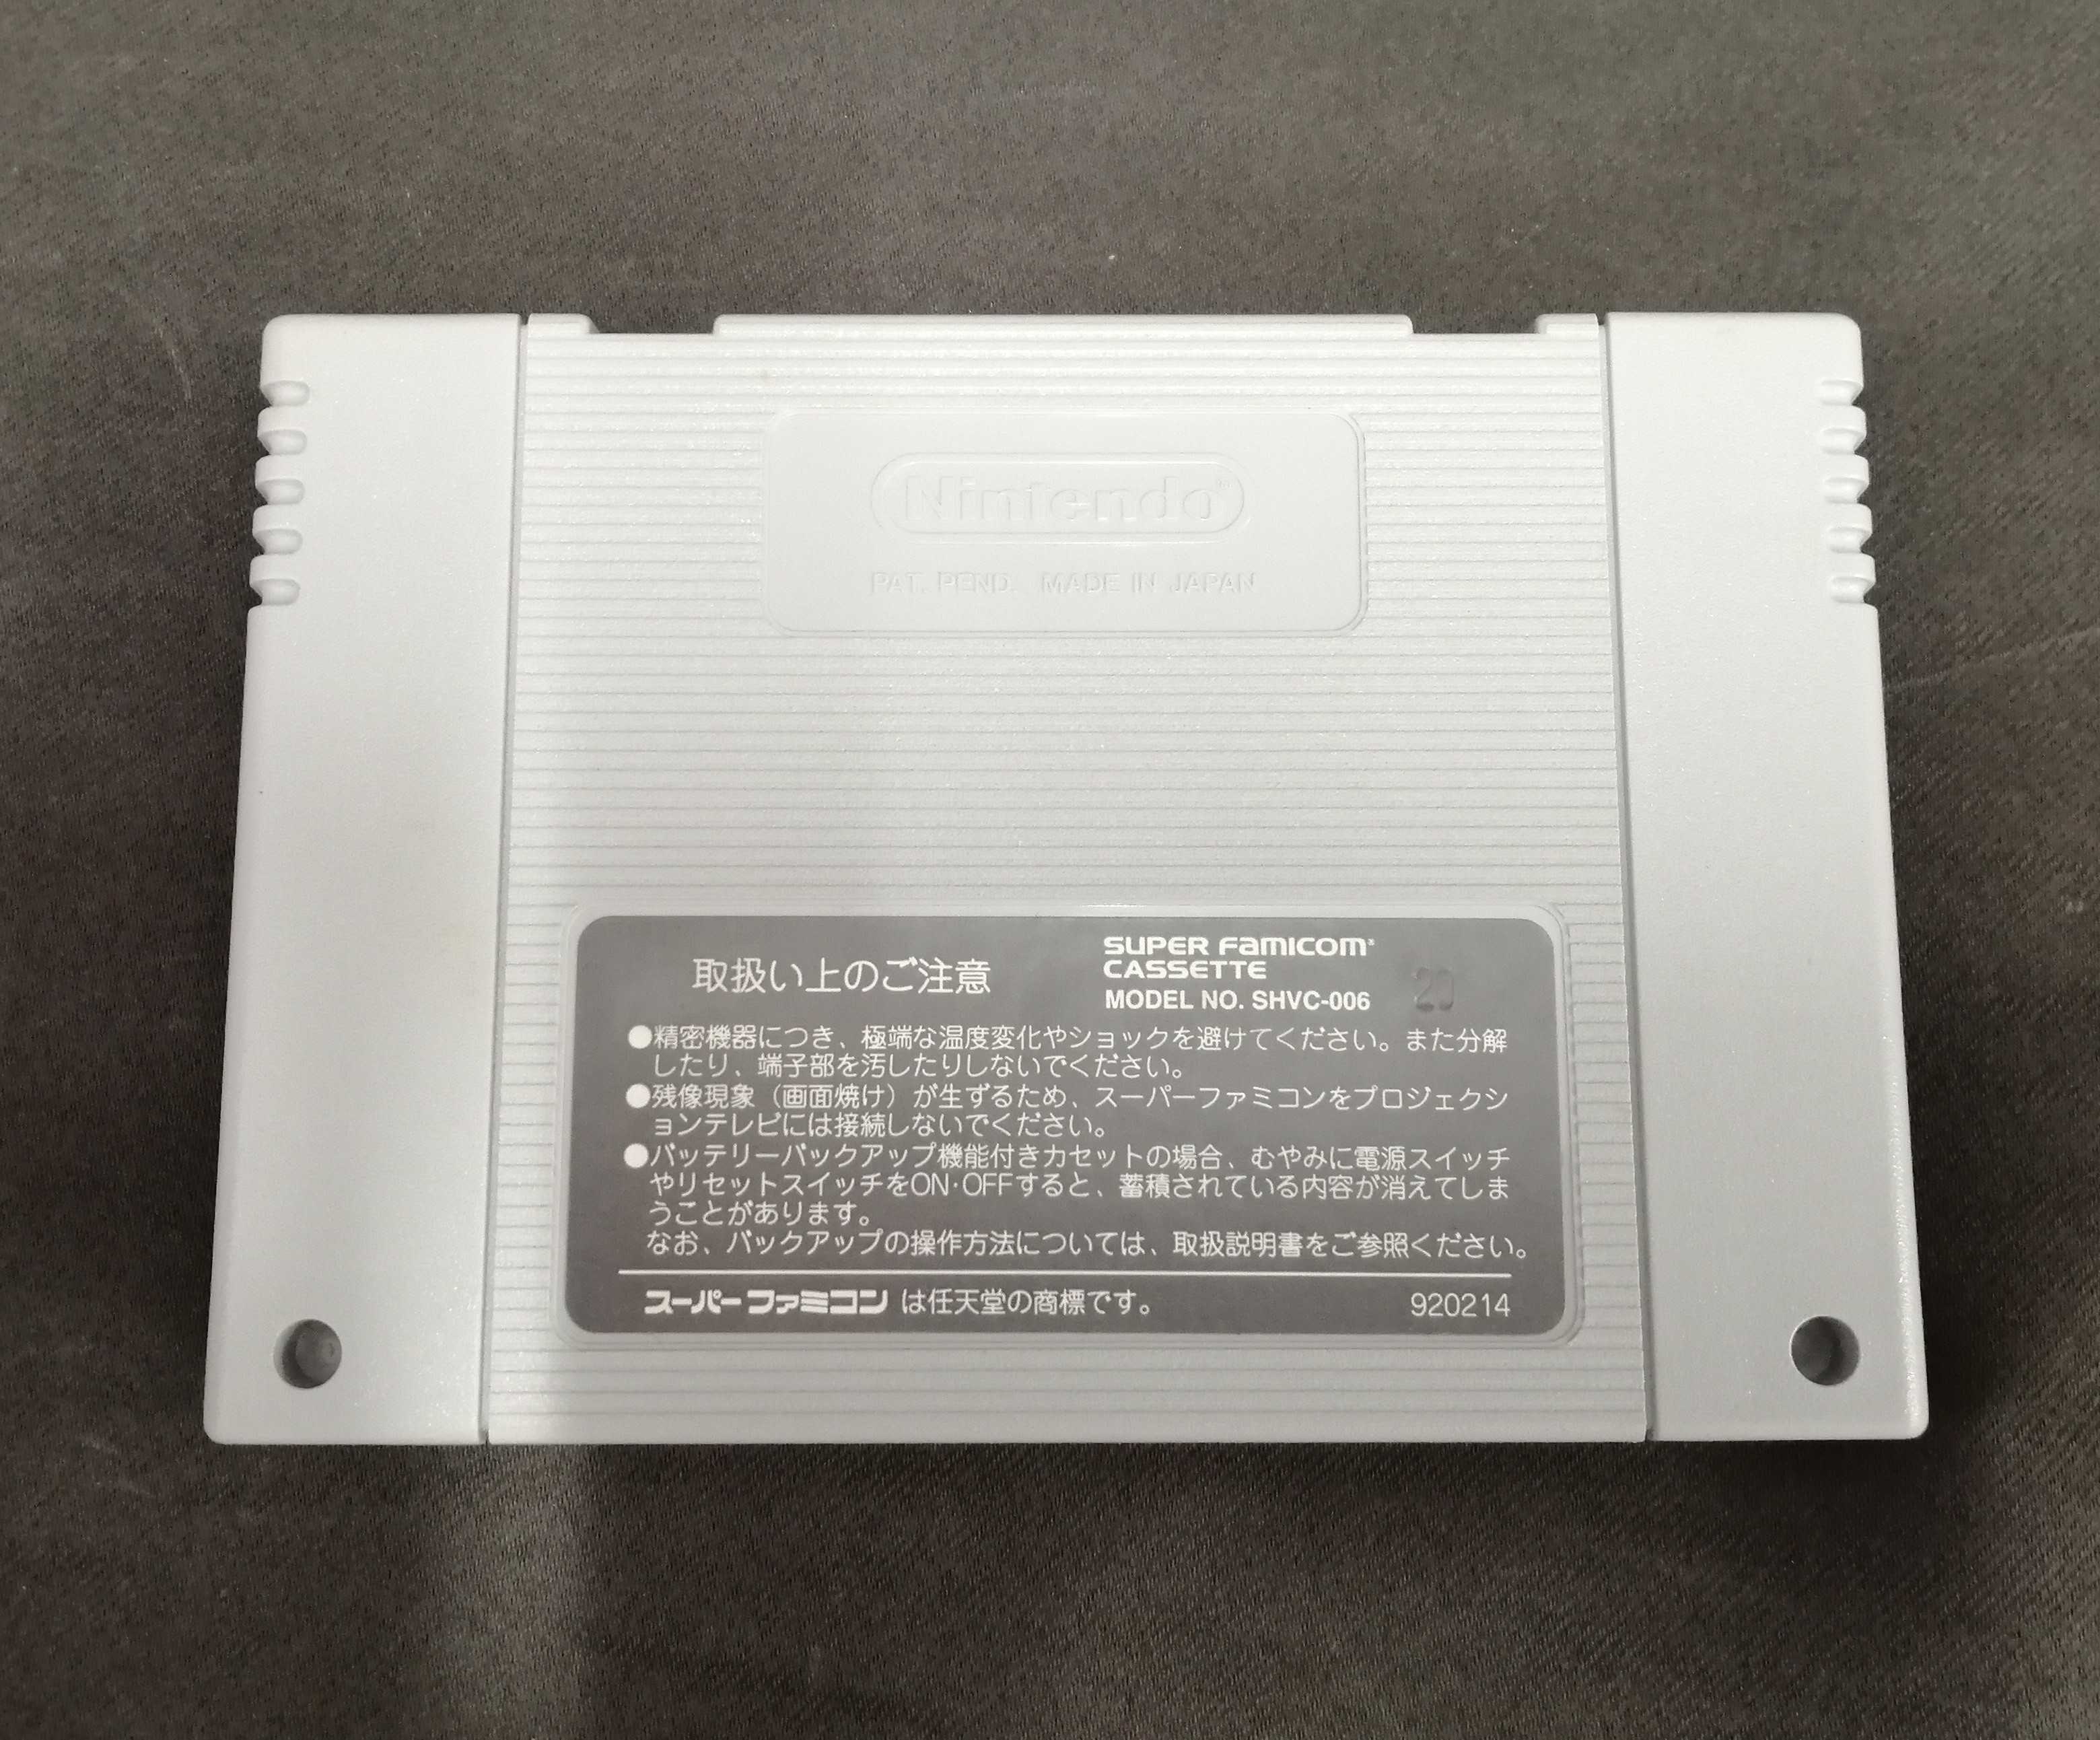 Nintendo®
PAT. PEND. MADE IN JAPAN
取扱い上のご注意
SUPER FAMICOM®
CASSETTE
MODEL NO. SHVC-006
20
●精密機器につき、極端な温度変化やショックを避けてください。また分解
したり、端子部を汚したりしないでください。
●残像現象（画面焼け）が生ずるため、スーパーファミコンをプロジェクシ
ョンテレビには接続しないでください。
●バッテリーバックアップ機能付きカセットの場合、むやみに電源スイッチ
やリセットスイッチをON·OFFすると、蓄積されている内容が消えてしま
うことがあります。
なお、バックアップの操作方法については、取扱説明書をご参照ください。
スーパーファミコン は任天堂の商標です。
920214